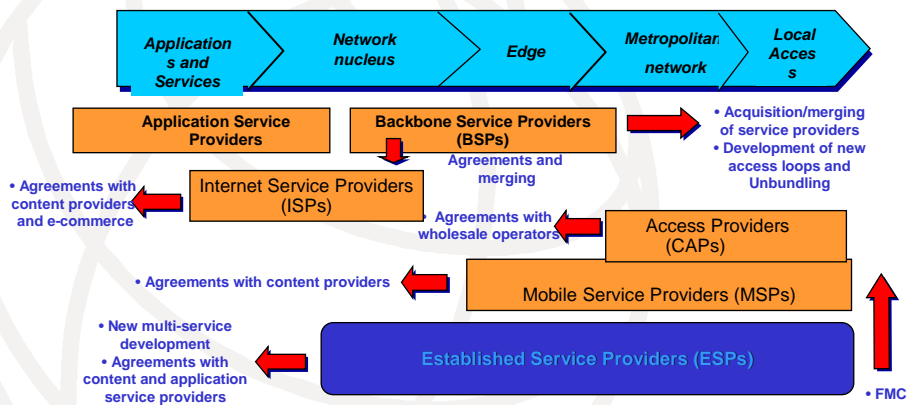 Application
s and
Services
Network
nucleus
Edge
Metropolitan
network
Local
Acces
s
Application Service
Providers
Backbone Service Providers
(BSPs)
• Acquisition/merging
of service providers
• Development of new
access loops and
Unbundling
Agreements and
merging
• Agreements with
content providers
and e-commerce
Internet Service Providers
(ISPs)
• Agreements with
wholesale operators
Access Providers
(CAPs)
• Agreements with content providers
Mobile Service Providers (MSPs)
• New multi-service
development
• Agreements with
content and application
service providers
Established Service Providers (ESPs)
• FMC